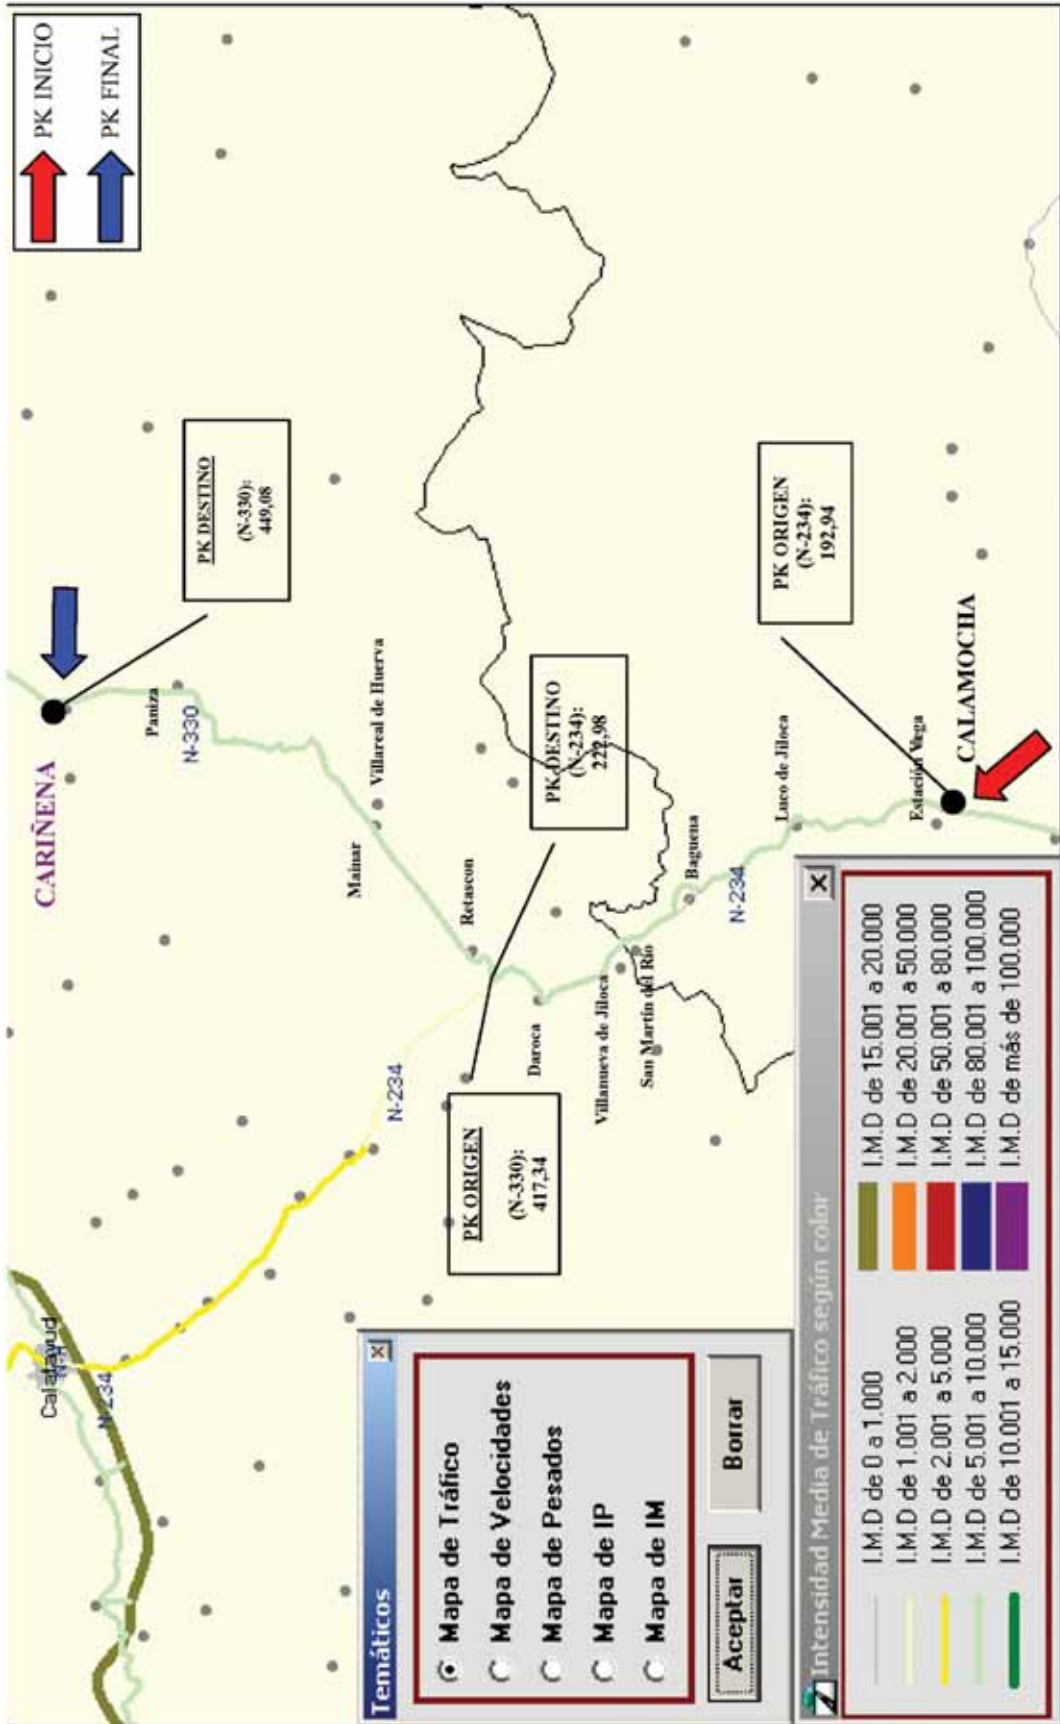 PK INICIO
PK FINAL
CARIÑENA
PK DESTINO
(N-330):
449,08
Paniza
N-330
Villareal de Huerva
Mainar
Retascon
PK DESTINO
(N-234):
222,98
PK ORIGEN
(N-330):
417,34
N-234
Daroca
Villanueva de Jiloca
San Martín del Río
Baguena
N-234
Luco de Jiloca
Estación Vega
CALAMOCHA
PK ORIGEN
(N-234):
192,94
Calatayud
N-234
Temáticos
Mapa de Tráfico
Mapa de Velocidades
Mapa de Pesados
Mapa de IP
Mapa de IM
Aceptar
Borrar
Intensidad Media de Tráfico según color
I.M.D de 0 a 1.000
I.M.D de 1.001 a 2.000
I.M.D de 2.001 a 5.000
I.M.D de 5.001 a 10.000
I.M.D de 10.001 a 15.000
I.M.D de 15.001 a 20.000
I.M.D de 20.001 a 50.000
I.M.D de 50.001 a 80.000
I.M.D de 80.001 a 100.000
I.M.D de más de 100.000